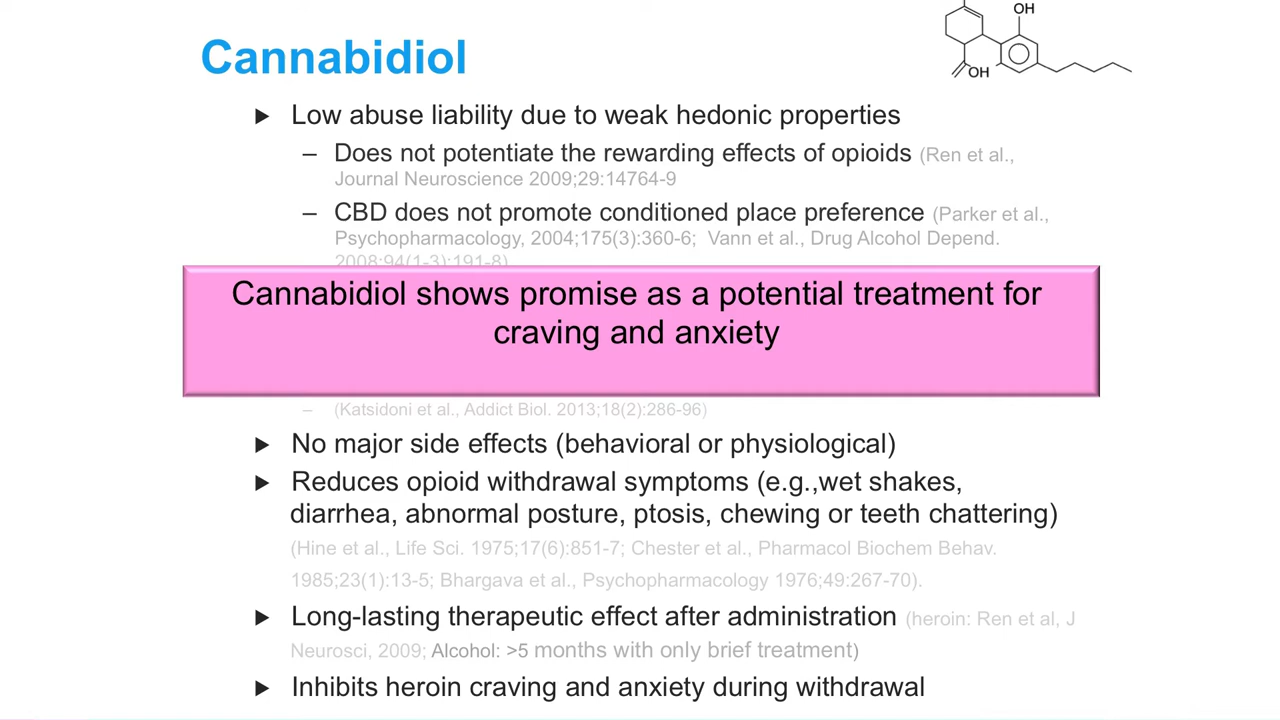 OH
Cannabidiol
OH
Low abuse liability due to weak hedonic properties
– Does not potentiate the rewarding effects of opioids (Ren et al.,
Journal Neuroscience 2009;29:14764-9
– CBD does not promote conditioned place preference (Parker et al.,
Psychopharmacology, 2004;175(3):360-6; Vann et al., Drug Alcohol Depend.
2008;94(1-3):191-8)
Cannabidiol shows promise as a potential treatment for
craving and anxiety
– (Katsidoni et al., Addict Biol. 2013;18(2):286-96)
No major side effects (behavioral or physiological)
Reduces opioid withdrawal symptoms (e.g.,wet shakes,
diarrhea, abnormal posture, ptosis, chewing or teeth chattering)
(Hine et al., Life Sci. 1975;17(6):851-7; Chester et al., Pharmacol Biochem Behav.
1985;23(1):13-5; Bhargava et al., Psychopharmacology 1976;49:267-70).
Long-lasting therapeutic effect after administration (heroin: Ren et al, J
Neurosci, 2009; Alcohol: >5 months with only brief treatment)
Inhibits heroin craving and anxiety during withdrawal